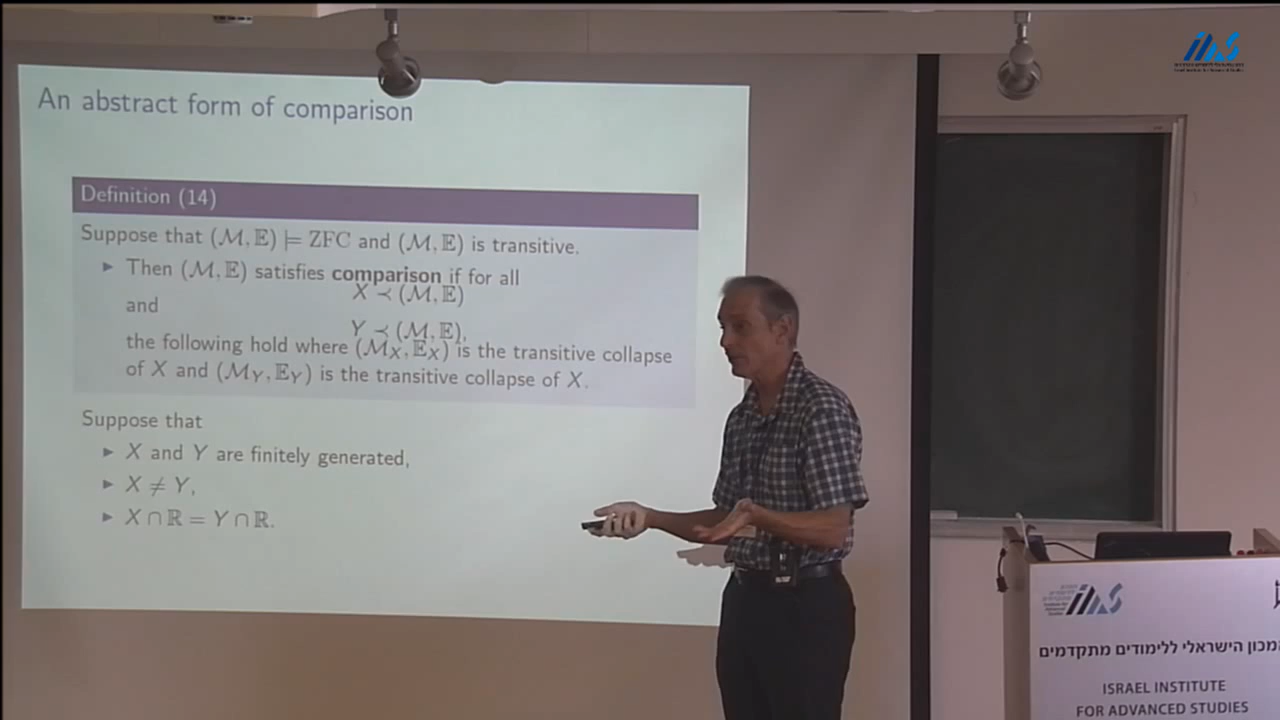 An abstract form of comparison
Definition (14)
Suppose that (ℳ, 𝔼) ⊨ ZFC and (ℳ, 𝔼) is transitive.
▶ Then (ℳ, 𝔼) satisfies comparison if for all
X ≺ (ℳ, 𝔼)
and
Y ≺ (ℳ, 𝔼),
the following hold where (ℳ_X, 𝔼_X) is the transitive collapse
of X and (ℳ_Y, 𝔼_Y) is the transitive collapse of X.
Suppose that
▶ X and Y are finitely generated,
▶ X ≠ Y,
▶ X ∩ ℝ = Y ∩ ℝ.
iias
iias
המכון הישראלי ללימודים מתקדמים
ISRAEL INSTITUTE
FOR ADVANCED STUDIES